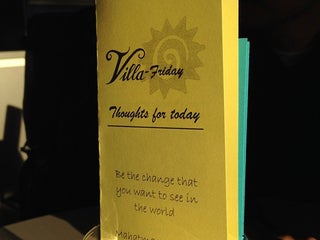 Villa-Friday
Thoughts for today
Be the change that
you want to see in
the world